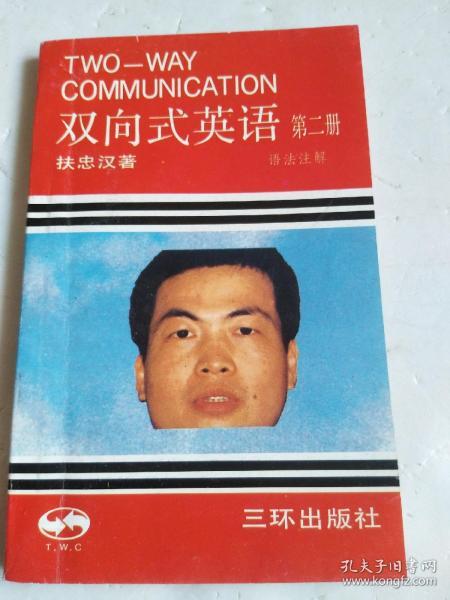 TWO—WAY
COMMUNICATION
双向式英语 第二册
扶忠汉著
语法注解
三环出版社
T.W.C
孔夫子旧书网
www.kongfz.com